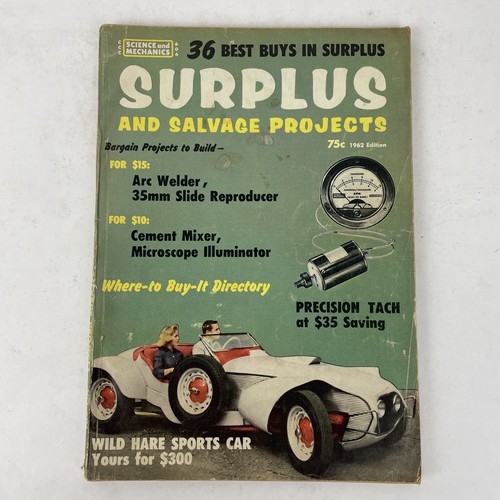 SCIENCE and
MECHANICS
36 BEST BUYS IN SURPLUS
SURPLUS
AND SALVAGE PROJECTS
75c 1962 Edition
Bargain Projects to Build—
FOR $15:
Arc Welder,
35mm Slide Reproducer
FOR $10:
Cement Mixer,
Microscope Illuminator
Where-to Buy-It Directory
PRECISION TACH
at $35 Saving
WILD HARE SPORTS CAR
Yours for $300